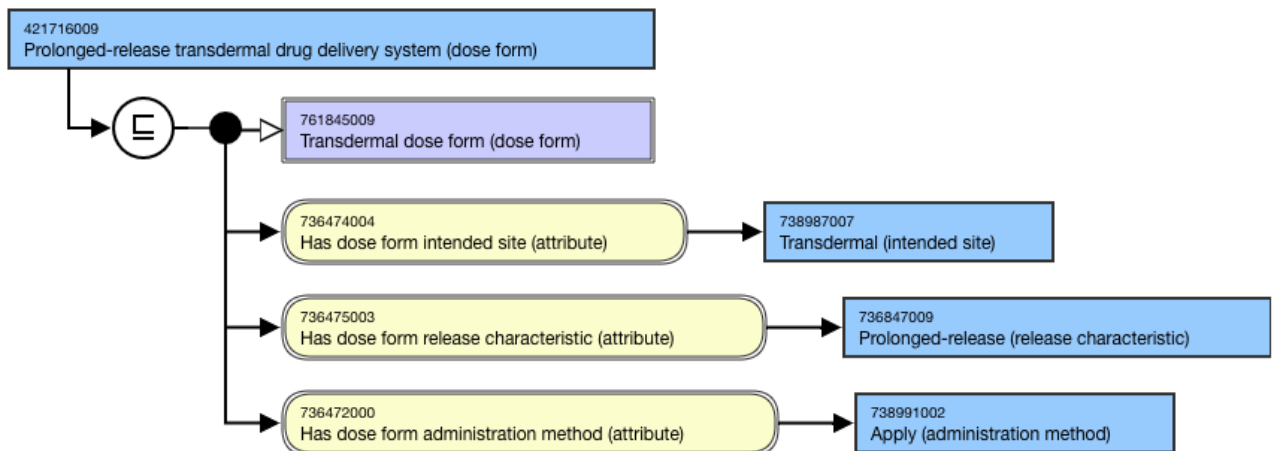 421716009
Prolonged-release transdermal drug delivery system (dose form)
⊑
761845009
Transdermal dose form (dose form)
736474004
Has dose form intended site (attribute)
738987007
Transdermal (intended site)
736475003
Has dose form release characteristic (attribute)
736847009
Prolonged-release (release characteristic)
736472000
Has dose form administration method (attribute)
738991002
Apply (administration method)